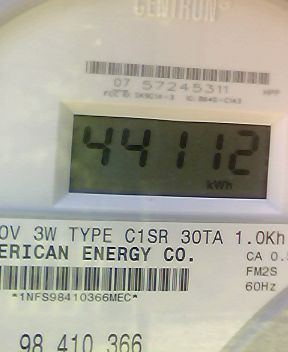 CENTRON®
07 57245311
44112
kWh
0V 3W TYPE C1SR 30TA 1.0Kh
ERICAN ENERGY CO.
CA 0.5
FM2S
*1NFS98410366MEC*
60Hz
98 410 366